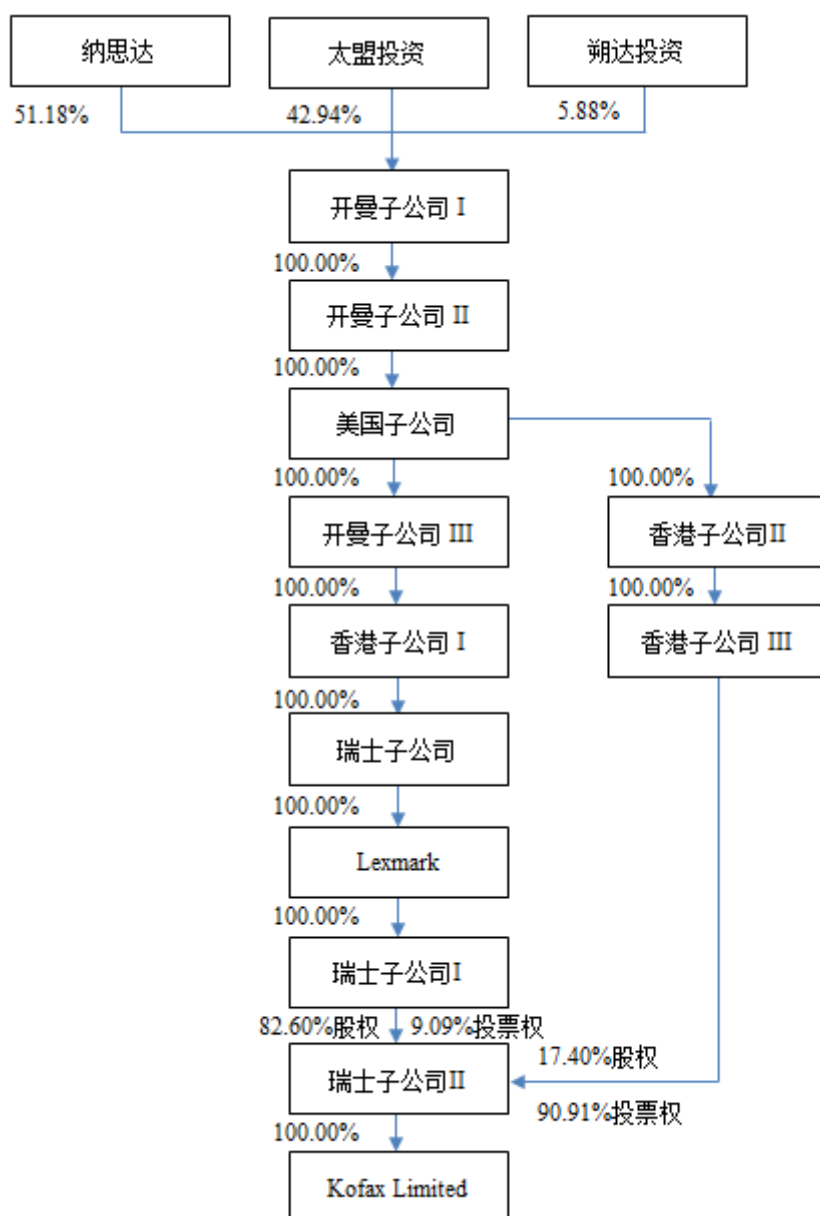 纳思达
太盟投资
朔达投资
51.18%
42.94%
5.88%
开曼子公司 I
100.00%
开曼子公司 II
100.00%
美国子公司
100.00%
100.00%
开曼子公司 III
香港子公司II
100.00%
100.00%
香港子公司 I
香港子公司 III
100.00%
瑞士子公司
100.00%
Lexmark
100.00%
瑞士子公司I
82.60%股权
9.09%投票权
17.40%股权
瑞士子公司II
90.91%投票权
100.00%
Kofax Limited